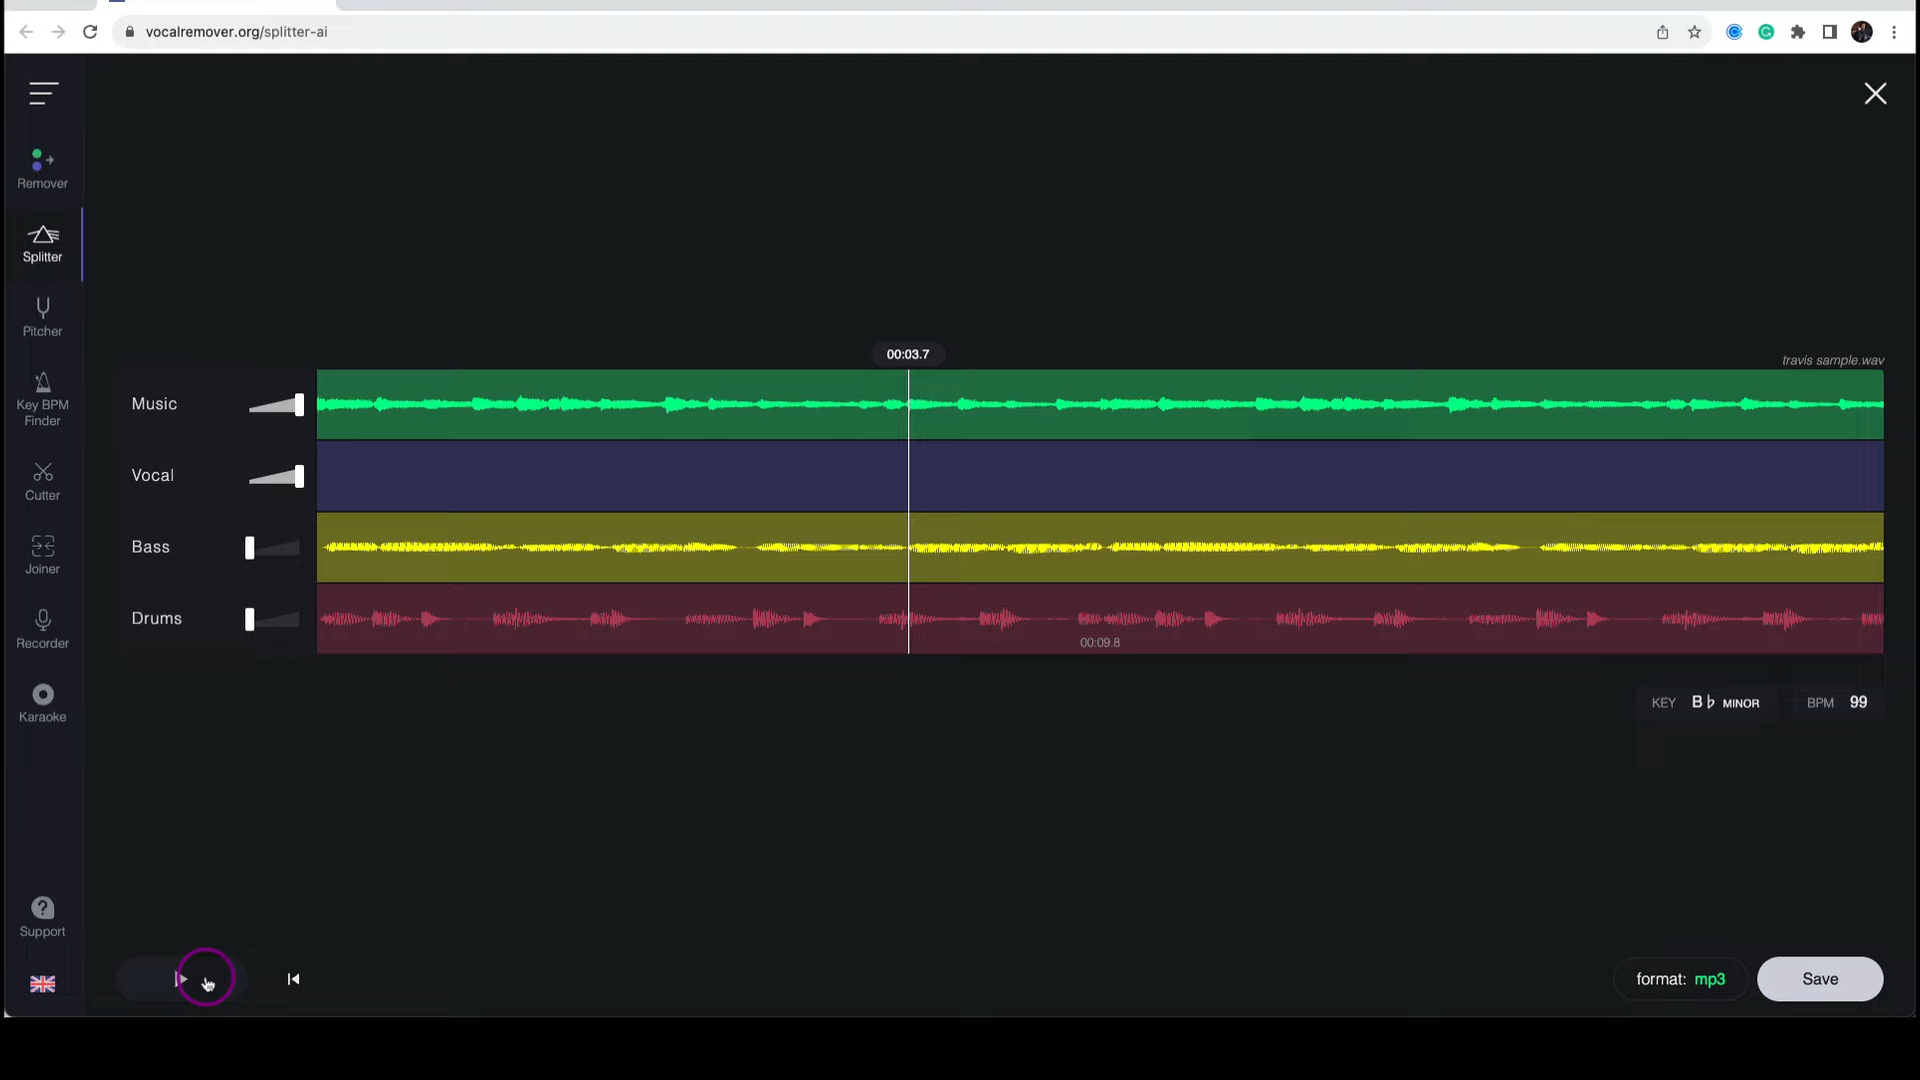 vocalremover.org/splitter-ai
Remover
Splitter
Pitcher
Key BPM
Finder
Cutter
Joiner
Recorder
Karaoke
Support
00:03.7
travis sample.wav
Music
Vocal
Bass
Drums
00:09.8
KEY B♭ MINOR BPM 99
format: mp3
Save